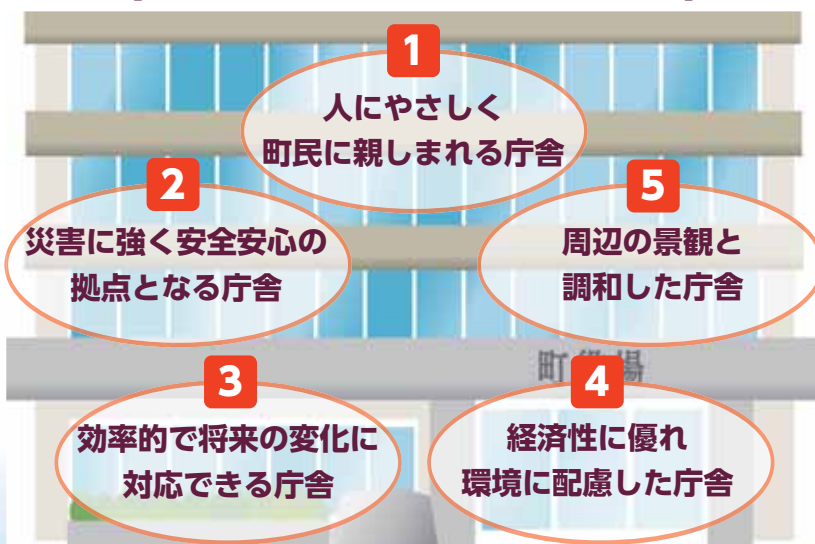 1
人にやさしく
町民に親しまれる庁舎
2
災害に強く安全安心の
拠点となる庁舎
5
周辺の景観と
調和した庁舎
町役場
3
効率的で将来の変化に
対応できる庁舎
4
経済性に優れ
環境に配慮した庁舎